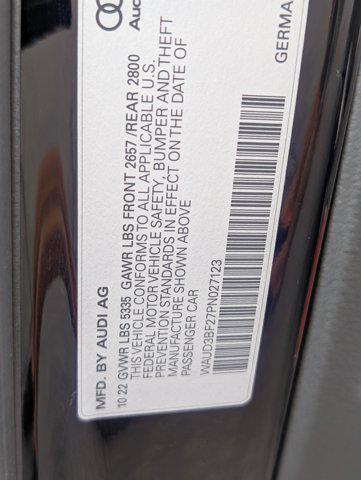 Au
GERMA
MFD. BY AUDI AG
10 22 GVWR LBS 5335 GAWR LBS FRONT 2657 /REAR 2800
THIS VEHICLE CONFORMS TO ALL APPLICABLE U.S.
FEDERAL MOTOR VEHICLE SAFETY, BUMPER AND THEFT
PREVENTION STANDARDS IN EFFECT ON THE DATE OF
MANUFACTURE SHOWN ABOVE
PASSENGER CAR
WAUD3BF27PN027123